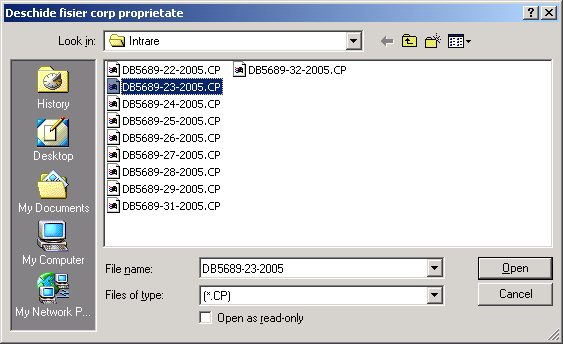 Deschide fisier corp proprietate
Look in: Intrare
History
Desktop
My Documents
My Computer
My Network P...
DB5689-22-2005.CP
DB5689-23-2005.CP
DB5689-24-2005.CP
DB5689-25-2005.CP
DB5689-26-2005.CP
DB5689-27-2005.CP
DB5689-28-2005.CP
DB5689-29-2005.CP
DB5689-31-2005.CP
DB5689-32-2005.CP
File name: DB5689-23-2005 Open
Files of type: (*.CP) Cancel
Open as read-only